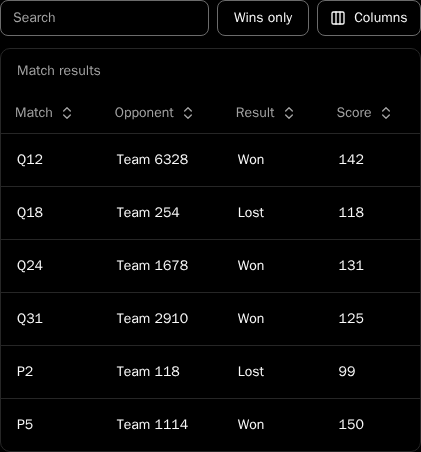 Search Wins only Columns
Match results
Match Opponent Result Score
Q12 Team 6328 Won 142
Q18 Team 254 Lost 118
Q24 Team 1678 Won 131
Q31 Team 2910 Won 125
P2 Team 118 Lost 99
P5 Team 1114 Won 150